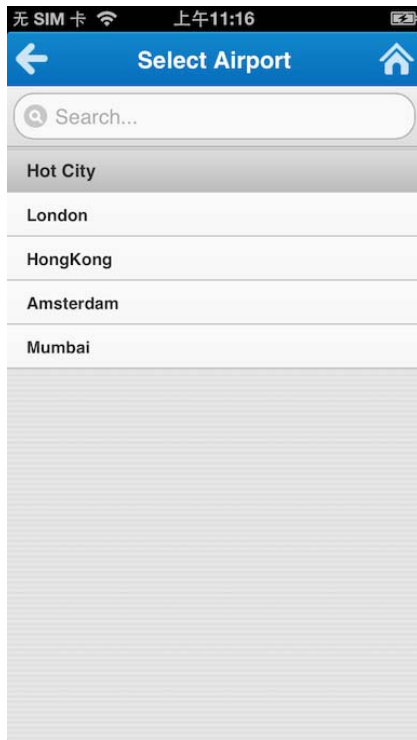 无 SIM 卡 上午11:16
Select Airport
Search...
Hot City
London
HongKong
Amsterdam
Mumbai